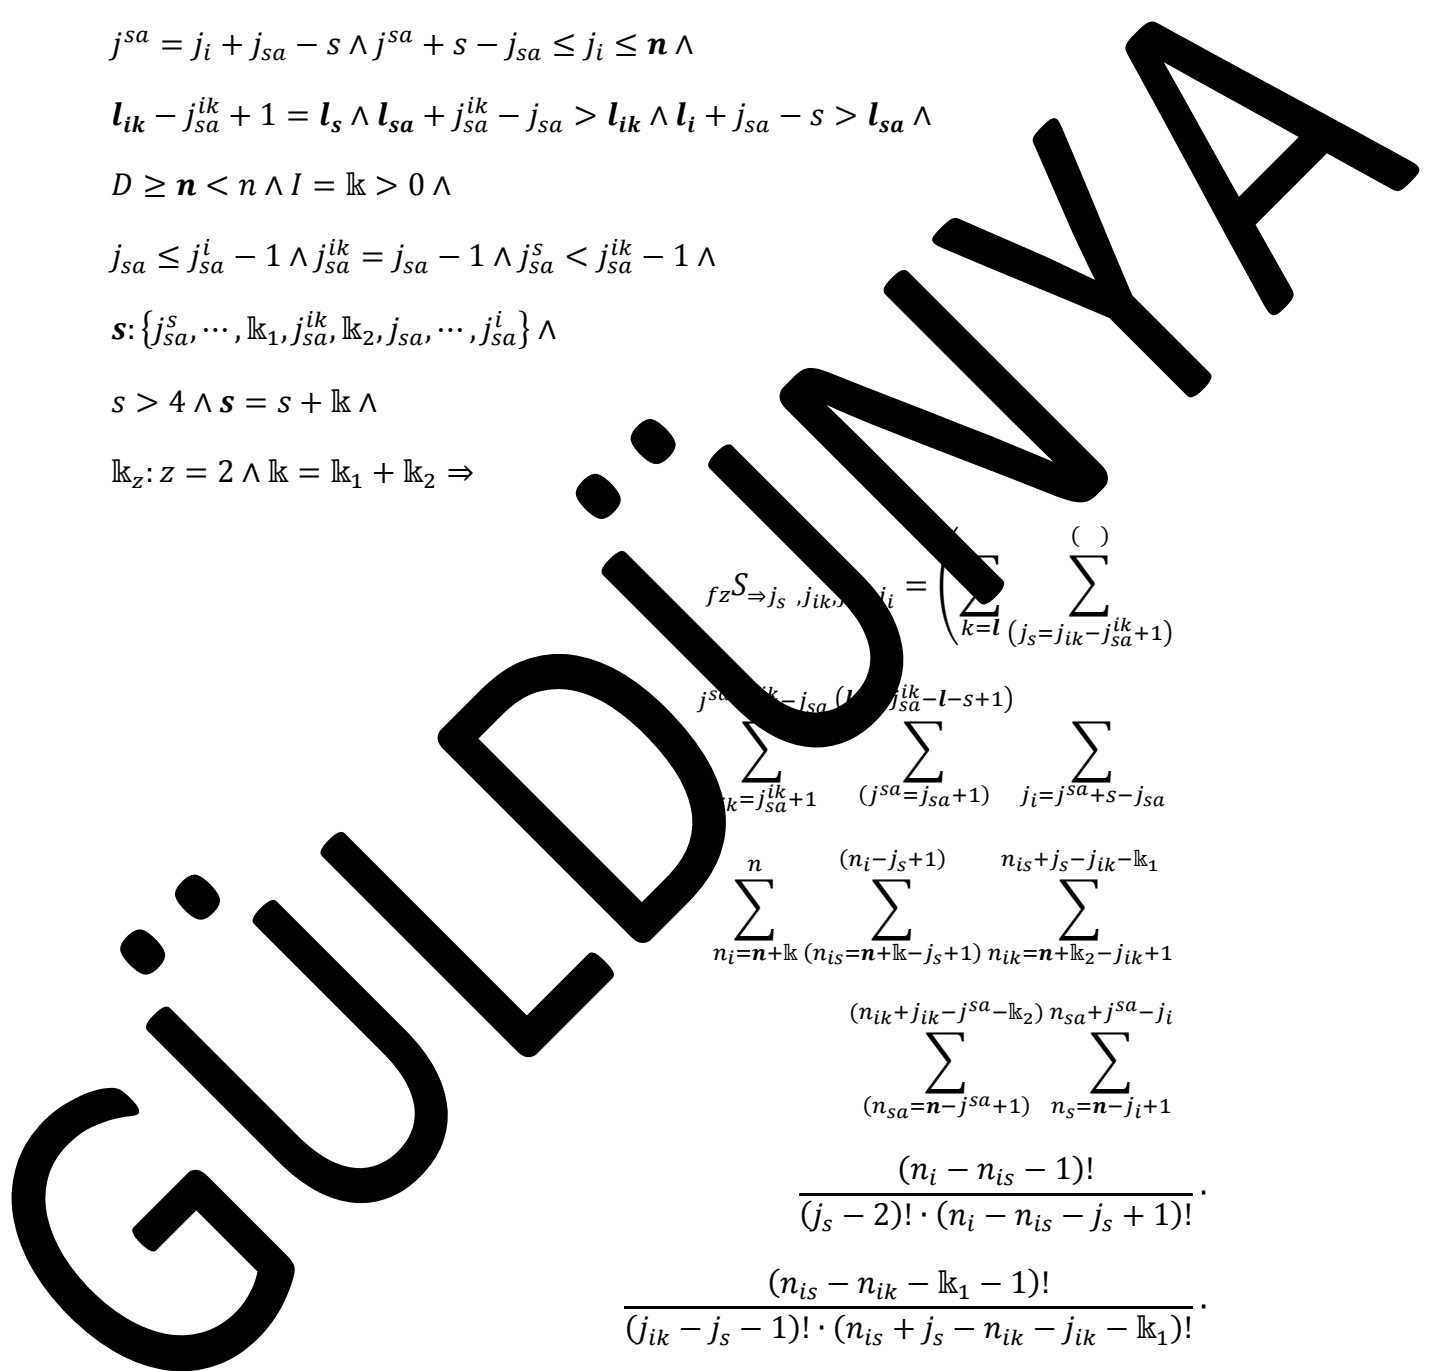 j^{sa} = j_i + j_{sa} − s ∧ j^{sa} + s − j_{sa} ≤ j_i ≤ 𝒏 ∧
𝒍_{𝒊𝒌} − j_{sa}^{ik} + 1 = 𝒍_𝒔 ∧ 𝒍_{𝒔𝒂} + j_{sa}^{ik} − j_{sa} > 𝒍_{𝒊𝒌} ∧ 𝒍_𝒊 + j_{sa} − s > 𝒍_{𝒔𝒂} ∧
D ≥ 𝒏 < n ∧ I = 𝕜 > 0 ∧
j_{sa} ≤ j_{sa}^{i} − 1 ∧ j_{sa}^{ik} = j_{sa} − 1 ∧ j_{sa}^{s} < j_{sa}^{ik} − 1 ∧
𝒔: {j_{sa}^{s}, ⋯ , 𝕜_1, j_{sa}^{ik}, 𝕜_2, j_{sa}, ⋯ , j_{sa}^{i}} ∧
s > 4 ∧ 𝒔 = s + 𝕜 ∧
𝕜_z: z = 2 ∧ 𝕜 = 𝕜_1 + 𝕜_2 ⇒
( )
_{fz}S_{⇒j_s ,j_{ik}, j_i} = ( ∑ ∑
k=𝒍 (j_s=j_{ik}−j_{sa}^{ik}+1)
−j_{sa} ( j_{sa}^{ik}−𝒍−s+1)
∑ ∑ ∑
=j_{sa}^{ik}+1 (j^{sa}=j_{sa}+1) j_i=j^{sa}+s−j_{sa}
n (n_i−j_s+1) n_{is}+j_s−j_{ik}−𝕜_1
∑ ∑ ∑
n_i=𝒏+𝕜 (n_{is}=𝒏+𝕜−j_s+1) n_{ik}=𝒏+𝕜_2−j_{ik}+1
(n_{ik}+j_{ik}−j^{sa}−𝕜_2) n_{sa}+j^{sa}−j_i
∑ ∑
(n_{sa}=𝒏−j^{sa}+1) n_s=𝒏−j_i+1
(n_i − n_{is} − 1)!
(j_s − 2)! · (n_i − n_{is} − j_s + 1)! ·
(n_{is} − n_{ik} − 𝕜_1 − 1)!
(j_{ik} − j_s − 1)! · (n_{is} + j_s − n_{ik} − j_{ik} − 𝕜_1)! ·
GÜLDÜNYA